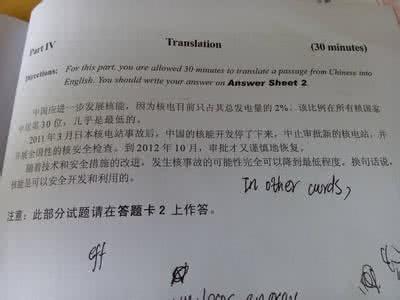 Part IV Translation (30 minutes)
Directions: For this part, you are allowed 30 minutes to translate a passage from Chinese into
English. You should write your answer on Answer Sheet 2.
中国应进一步发展核能，因为核电目前只占其总发电量的2%。该比例在所有核国家
中居第30位，几乎是最低的。
2011年3月日本核电站事故后，中国的核能开发停了下来，中止审批新的核电站，并
开展全国性的核安全检查。到2012年10月，审批才又谨慎地恢复。
随着技术和安全措施的改进，发生核事故的可能性完全可以降到最低程度。换句话说，
核能是可以安全开发和利用的。
In other cards,
注意：此部分试题请在答题卡2上作答。
eff